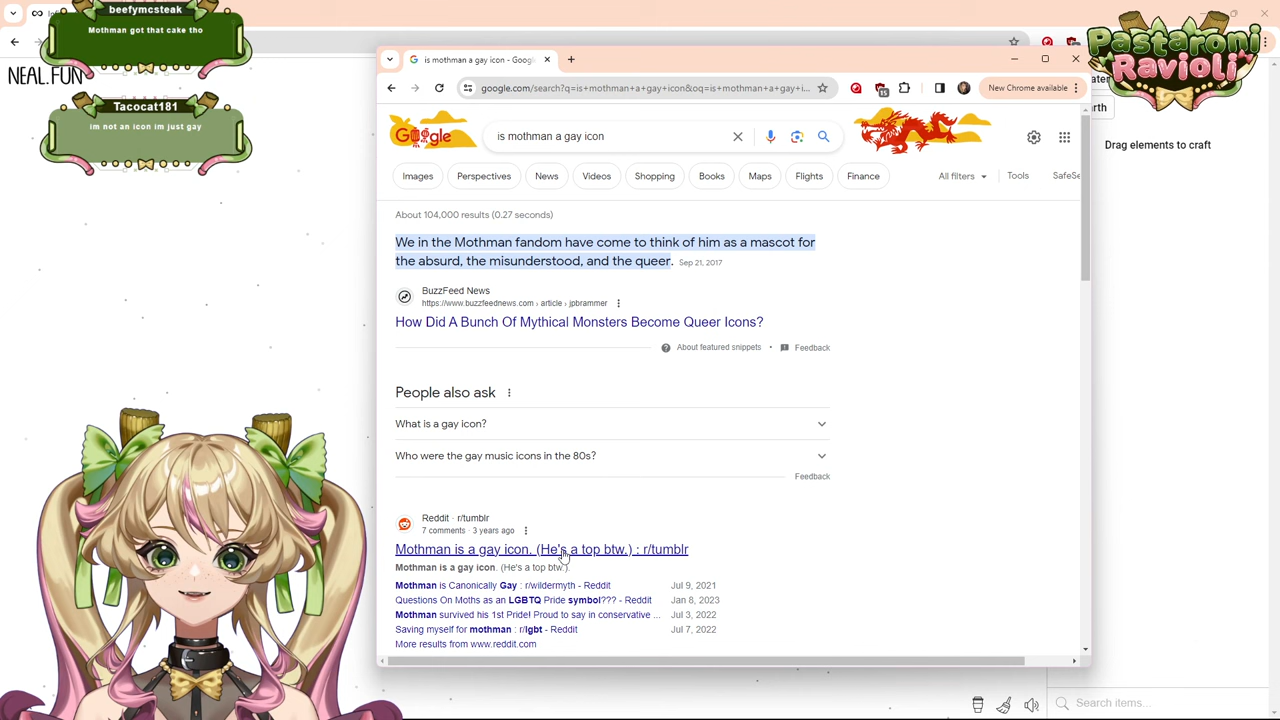 beefymcsteak
Mothman got that cake tho
NEAL.FUN
Tacocat181
im not an icon im just gay
Pastaroni
Ravioli
is mothman a gay icon - Goog
New Chrome available
google.com/search?q=is+mothman+a+gay+icon&oq=is+mothman+a+gay+i...
Google
is mothman a gay icon
Images
Perspectives
News
Videos
Shopping
Books
Maps
Flights
Finance
All filters
Tools
SafeSe
About 104,000 results (0.27 seconds)
We in the Mothman fandom have come to think of him as a mascot for
the absurd, the misunderstood, and the queer. Sep 21, 2017
BuzzFeed News
https://www.buzzfeednews.com › article › jpbrammer
How Did A Bunch Of Mythical Monsters Become Queer Icons?
About featured snippets • Feedback
People also ask
What is a gay icon?
Who were the gay music icons in the 80s?
Feedback
Reddit · r/tumblr
7 comments · 3 years ago
Mothman is a gay icon. (He's a top btw.) : r/tumblr
Mothman is a gay icon. (He's a top btw.).
Mothman is Canonically Gay : r/wildermyth - Reddit Jul 9, 2021
Questions On Moths as an LGBTQ Pride symbol??? - Reddit Jan 8, 2023
Mothman survived his 1st Pride! Proud to say in conservative ... Jul 3, 2022
Saving myself for mothman : r/lgbt - Reddit Jul 7, 2022
More results from www.reddit.com
Drag elements to craft
Search items...